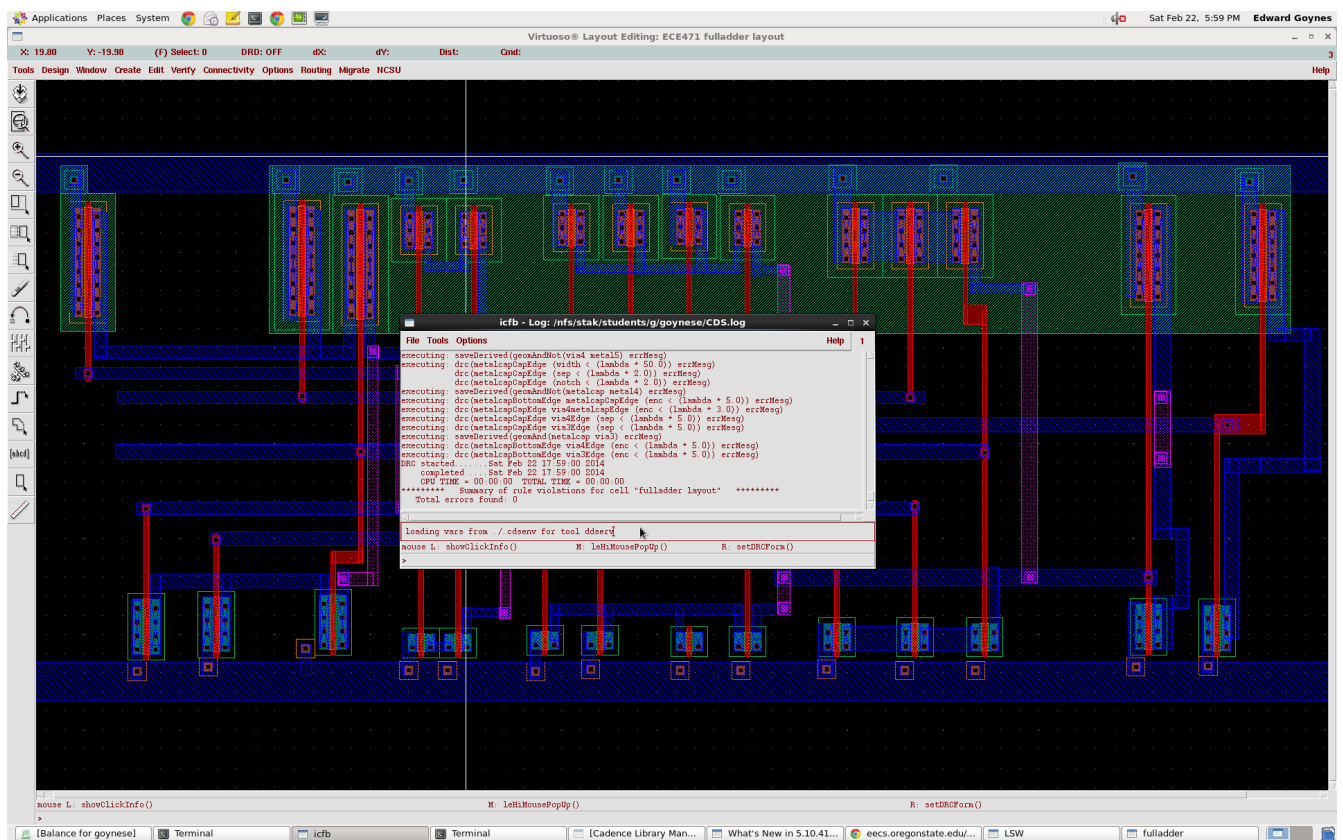 Applications Places System Sat Feb 22, 5:59 PM Edward Goynes
Virtuoso® Layout Editing: ECE471 fulladder layout
X: 19.80 Y: -19.98 (F) Select: 0 DRD: OFF dX: dY: Dist: Cmd: 3
Tools Design Window Create Edit Verify Connectivity Options Routing Migrate NCSU Help
[abcd]
icfb - Log: /nfs/stak/students/g/goynese/CDS.log
File Tools Options Help 1
executing: saveDerived(geomAndNot(via4 metal5) errMesg)
executing: drc(metalcapCapEdge (width < (lambda * 50.0)) errMesg)
drc(metalcapCapEdge (sep < (lambda * 2.0)) errMesg)
drc(metalcapCapEdge (notch < (lambda * 2.0)) errMesg)
executing: saveDerived(geomAndNot(metalcap metal4) errMesg)
executing: drc(metalcapBottomEdge metalcapCapEdge (enc < (lambda * 5.0)) errMesg)
executing: drc(metalcapCapEdge via4metalcapEdge (enc < (lambda * 3.0)) errMesg)
executing: drc(metalcapCapEdge via4Edge (sep < (lambda * 5.0)) errMesg)
executing: drc(metalcapCapEdge via3Edge (sep < (lambda * 5.0)) errMesg)
executing: saveDerived(geomAnd(metalcap via3) errMesg)
executing: drc(metalcapBottomEdge via4Edge (enc < (lambda * 5.0)) errMesg)
executing: drc(metalcapBottomEdge via3Edge (enc < (lambda * 5.0)) errMesg)
DRC started.......Sat Feb 22 17:59:00 2014
completed ....Sat Feb 22 17:59:00 2014
CPU TIME = 00:00:00 TOTAL TIME = 00:00:00
********* Summary of rule violations for cell "fulladder layout" *********
Total errors found: 0
Loading vars from ./.cdsenv for tool ddserv
mouse L: showClickInfo() M: leHiMousePopUp() R: setDRCForm()
>
mouse L: showClickInfo() M: leHiMousePopUp() R: setDRCForm()
>
[Balance for goynese] Terminal icfb Terminal [Cadence Library Man... What's New in 5.10.41... eecs.oregonstate.edu/... LSW fulladder